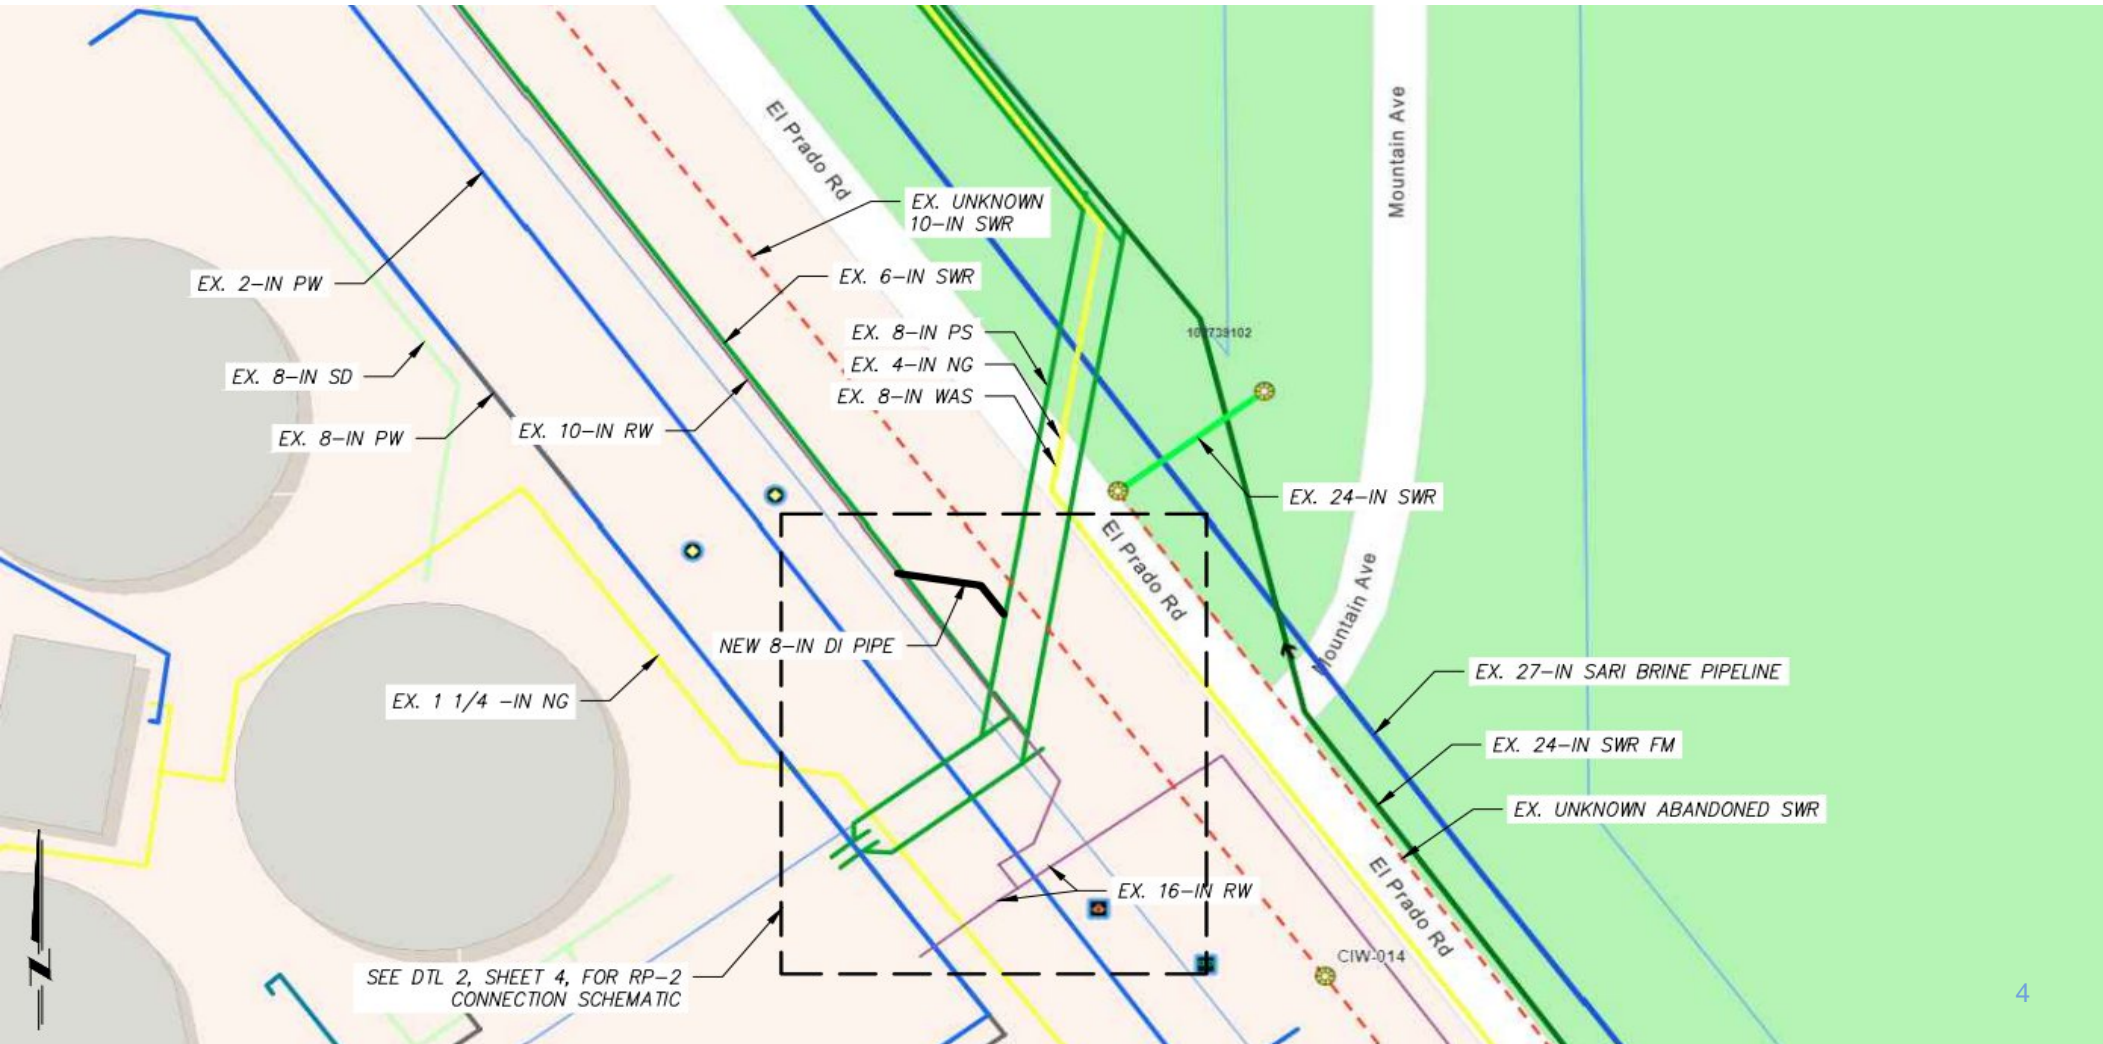 El Prado Rd
Mountain Ave
EX. UNKNOWN
10-IN SWR
EX. 2-IN PW
EX. 6-IN SWR
EX. 8-IN PS
102739102
EX. 4-IN NG
EX. 8-IN SD
EX. 8-IN WAS
EX. 8-IN PW
EX. 10-IN RW
EX. 24-IN SWR
El Prado Rd
Mountain Ave
NEW 8-IN DI PIPE
EX. 27-IN SARI BRINE PIPELINE
EX. 1 1/4 -IN NG
EX. 24-IN SWR FM
EX. UNKNOWN ABANDONED SWR
EX. 16-IN RW
El Prado Rd
CIW-014
SEE DTL 2, SHEET 4, FOR RP-2
CONNECTION SCHEMATIC
Z
4